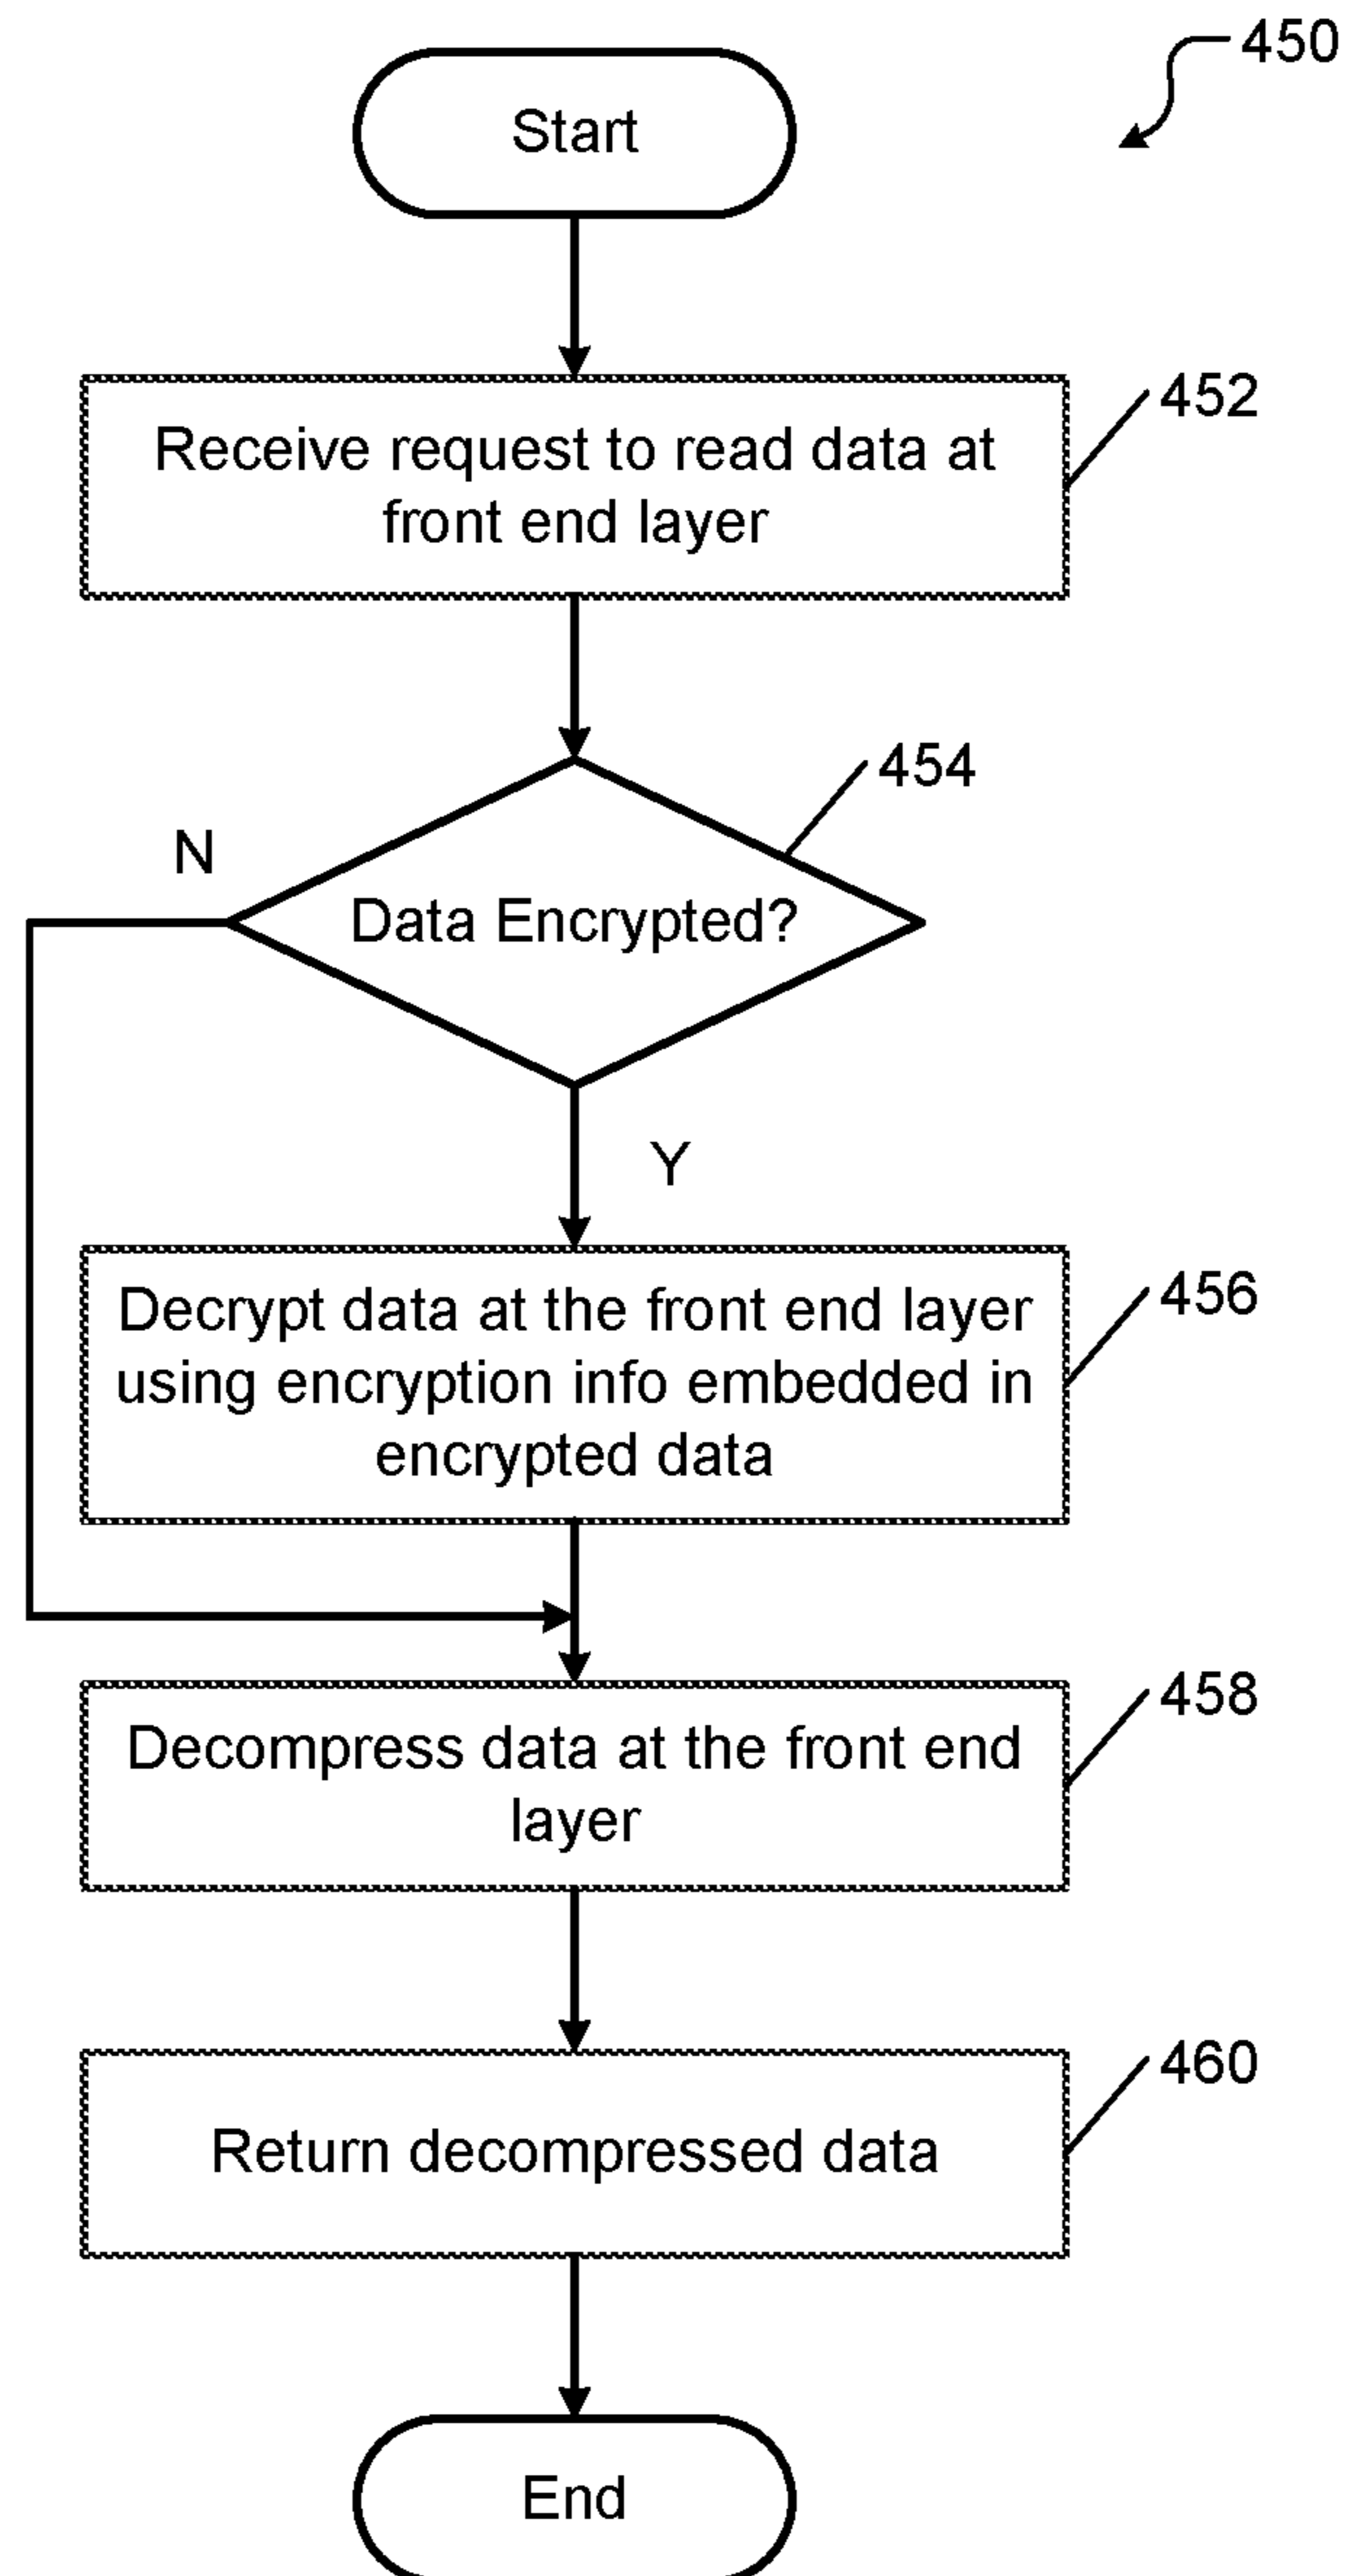 450
Start
452
Receive request to read data at
front end layer
454
N
Data Encrypted?
Y
456
Decrypt data at the front end layer
using encryption info embedded in
encrypted data
458
Decompress data at the front end
layer
460
Return decompressed data
End